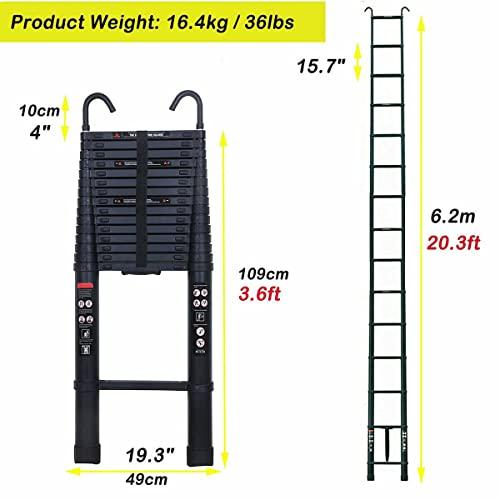 Product Weight: 16.4kg / 36lbs
10cm
4"
15.7"
109cm
3.6ft
6.2m
20.3ft
19.3"
49cm